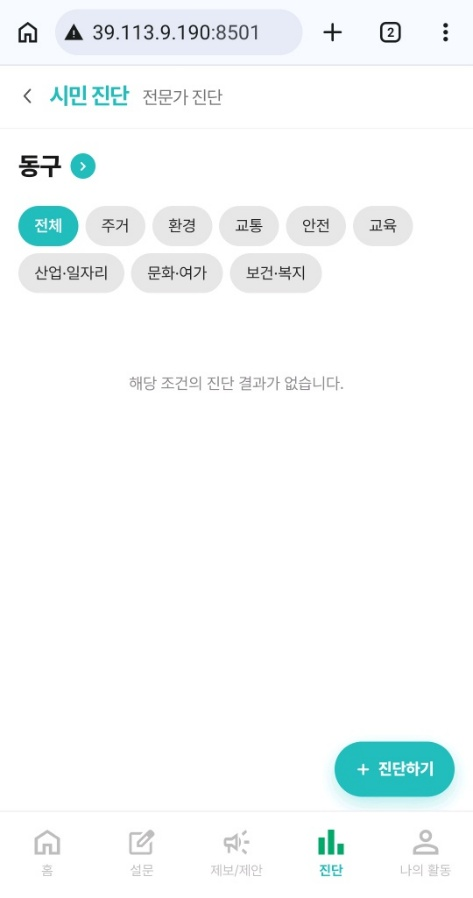 39.113.9.190:8501
2
시민 진단 전문가 진단
동구
전체 주거 환경 교통 안전 교육
산업·일자리 문화·여가 보건·복지
해당 조건의 진단 결과가 없습니다.
+ 진단하기
홈 설문 제보/제안 진단 나의 활동